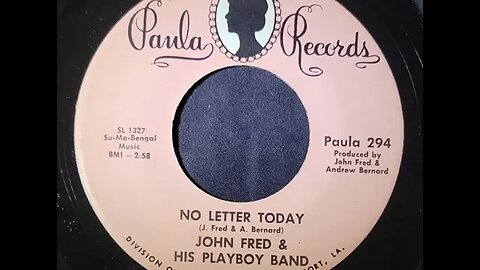 Paula Records
SL 1327
Su-Ma-Bengal
Music
BMI - 2:58
Paula 294
Produced by
John Fred &
Andrew Bernard
NO LETTER TODAY
(J. Fred & A. Bernard)
JOHN FRED &
HIS PLAYBOY BAND
DIVISION O
PORT, LA.